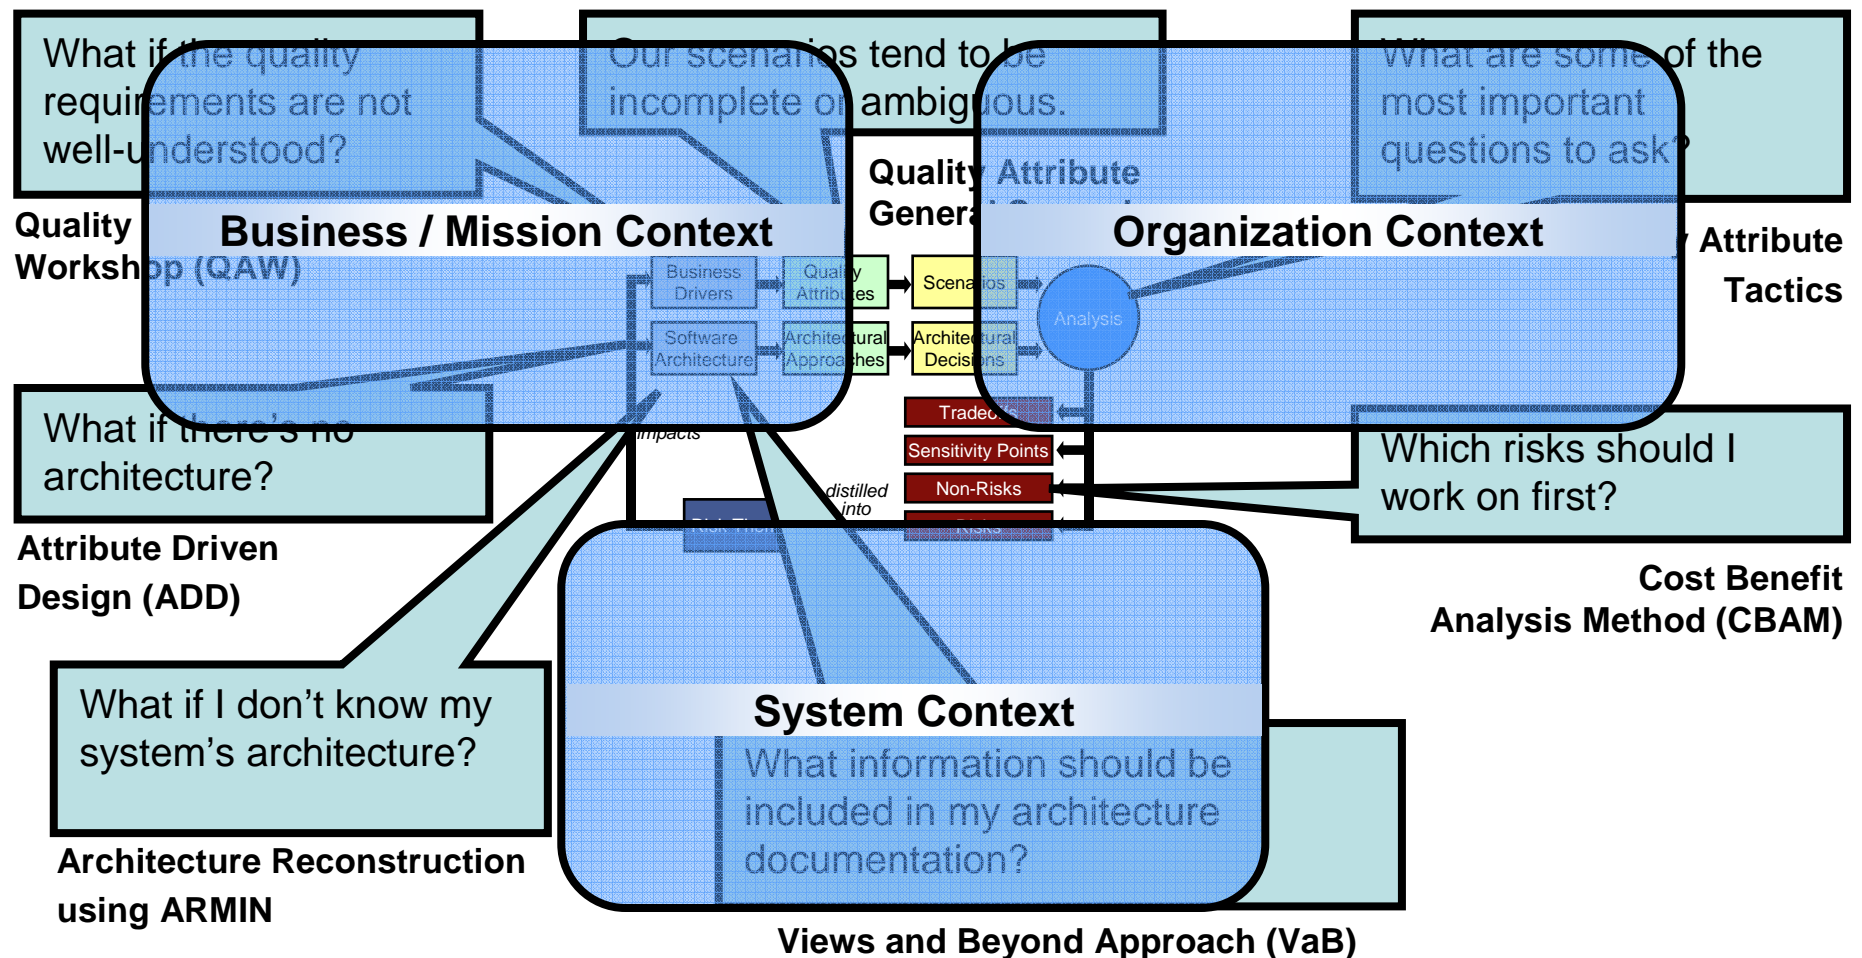 What if the quality
requirements are not
well-understood?
Our scenarios tend to be
incomplete or ambiguous.
What are some of the
most important
questions to ask?
Quality Attribute
General
Quality
Workshop (QAW)
Business / Mission Context
Organization Context
Attribute
Tactics
Business
Drivers
Quality
Attributes
Scenarios
Analysis
Software
Architecture
Architectural
Approaches
Architectural
Decisions
Tradeoffs
Sensitivity Points
Non-Risks
Risks
impacts
distilled
into
Risk
What if there's no
architecture?
Attribute Driven
Design (ADD)
Which risks should I
work on first?
Cost Benefit
Analysis Method (CBAM)
What if I don't know my
system's architecture?
Architecture Reconstruction
using ARMIN
System Context
What information should be
included in my architecture
documentation?
Views and Beyond Approach (VaB)